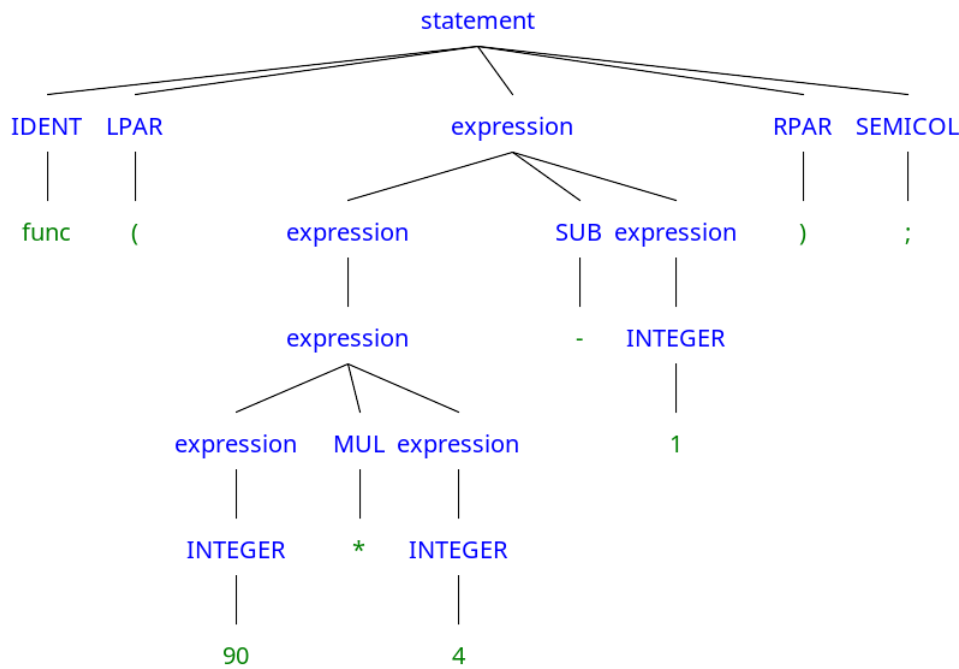 statement
IDENT LPAR expression RPAR SEMICOL
func ( expression SUB expression ) ;
expression - INTEGER
expression MUL expression 1
INTEGER * INTEGER
90 4